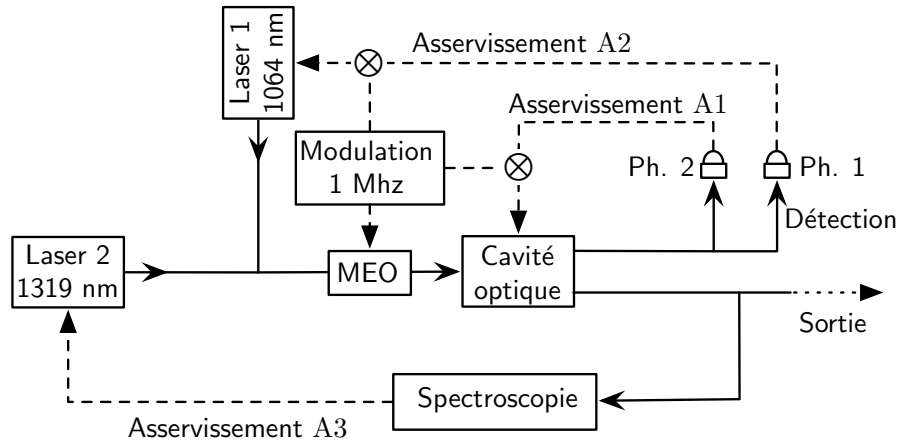 Laser 1
1064 nm
Asservissement A2
Asservissement A1
Modulation
1 Mhz
Ph. 2
Ph. 1
Détection
Laser 2
1319 nm
MEO
Cavité
optique
Sortie
Spectroscopie
Asservissement A3